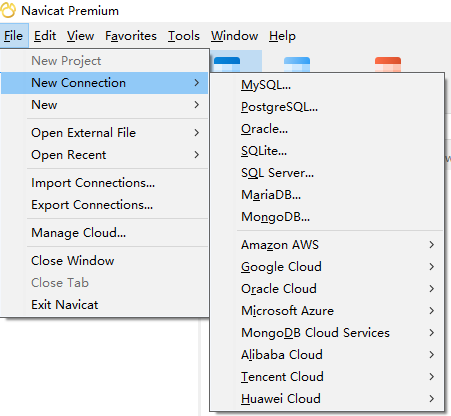 Navicat Premium
File Edit View Favorites Tools Window Help
New Project
New Connection
New
Open External File
Open Recent
Import Connections...
Export Connections...
Manage Cloud...
Close Window
Close Tab
Exit Navicat
MySQL...
PostgreSQL...
Oracle...
SQLite...
SQL Server...
MariaDB...
MongoDB...
Amazon AWS
Google Cloud
Oracle Cloud
Microsoft Azure
MongoDB Cloud Services
Alibaba Cloud
Tencent Cloud
Huawei Cloud